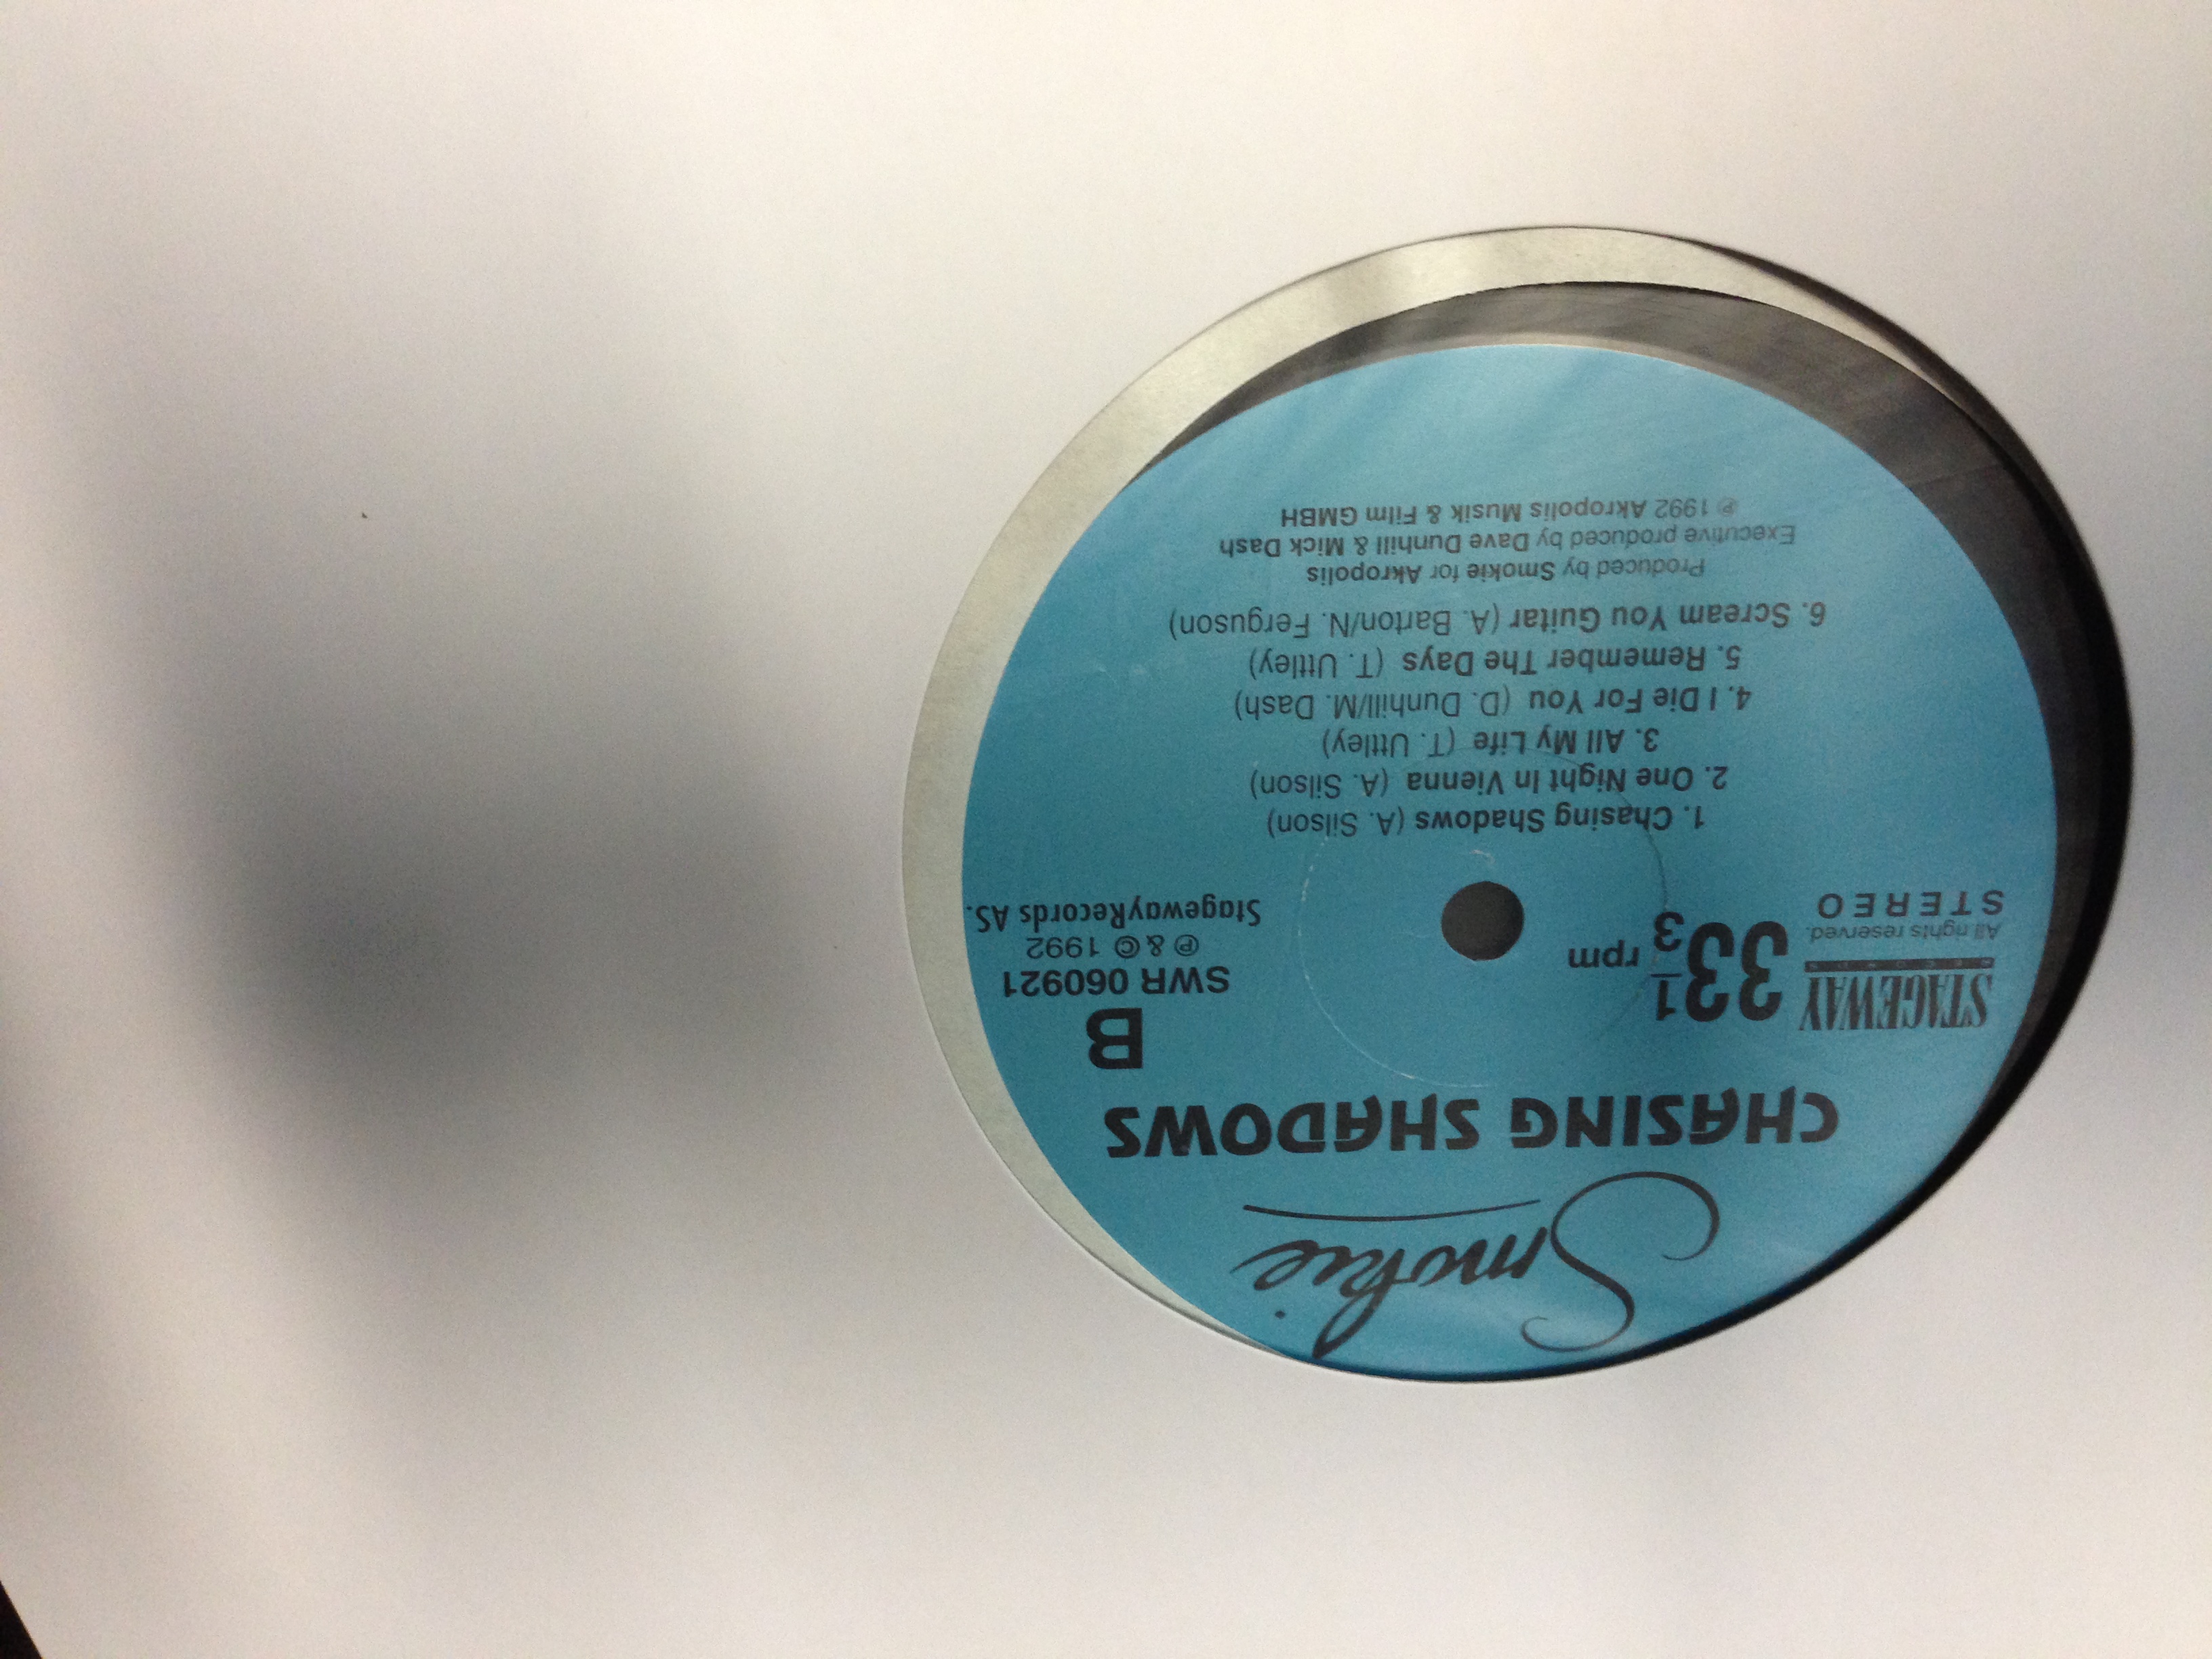 Smokie
CHASING SHADOWS
STAGEWAY
RECORDS
All rights reserved.
STEREO
33 1/3 rpm
B
SWR 060921
℗ & © 1992
StagewayRecords AS.
1. Chasing Shadows (A. Silson)
2. One Night In Vienna (A. Silson)
3. All My Life (T. Uttley)
4. I Die For You (D. Dunhill/M. Dash)
5. Remember The Days (T. Uttley)
6. Scream You Guitar (A. Barton/N. Ferguson)
Produced by Smokie for Akropolis
Executive produced by Dave Dunhill & Mick Dash
℗ 1992 Akropolis Musik & Film GMBH